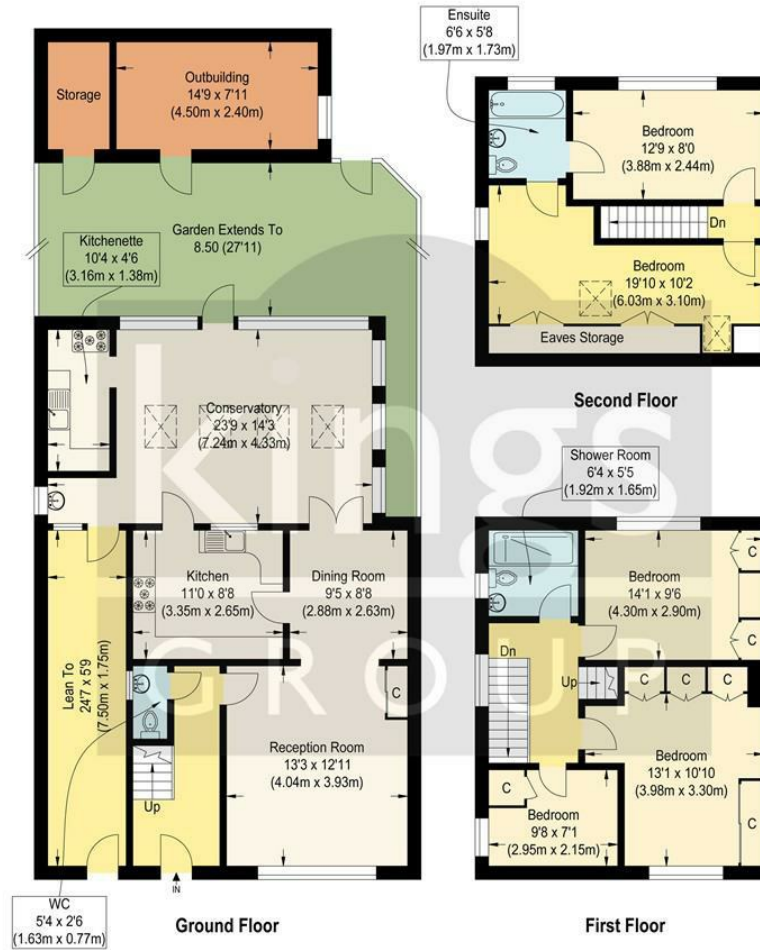 Storage
Outbuilding
14'9 x 7'11
(4.50m x 2.40m)
Garden Extends To
8.50 (27'11)
Kitchenette
10'4 x 4'6
(3.16m x 1.38m)
Conservatory
23'9 x 14'3
(7.24m x 4.33m)
Kitchen
11'0 x 8'8
(3.35m x 2.65m)
Dining Room
9'5 x 8'8
(2.88m x 2.63m)
Lean To
24'7 x 5'9
(7.50m x 1.75m)
C
Reception Room
13'3 x 12'11
(4.04m x 3.93m)
Up
IN
WC
5'4 x 2'6
(1.63m x 0.77m)
Ground Floor
Ensuite
6'6 x 5'8
(1.97m x 1.73m)
Bedroom
12'9 x 8'0
(3.88m x 2.44m)
Dn
Bedroom
19'10 x 10'2
(6.03m x 3.10m)
Eaves Storage
Second Floor
Shower Room
6'4 x 5'5
(1.92m x 1.65m)
Bedroom
14'1 x 9'6
(4.30m x 2.90m)
C
C
Dn
Up
C C C
Bedroom
13'1 x 10'10
(3.98m x 3.30m)
C
C
Bedroom
9'8 x 7'1
(2.95m x 2.15m)
First Floor
kings
GROUP